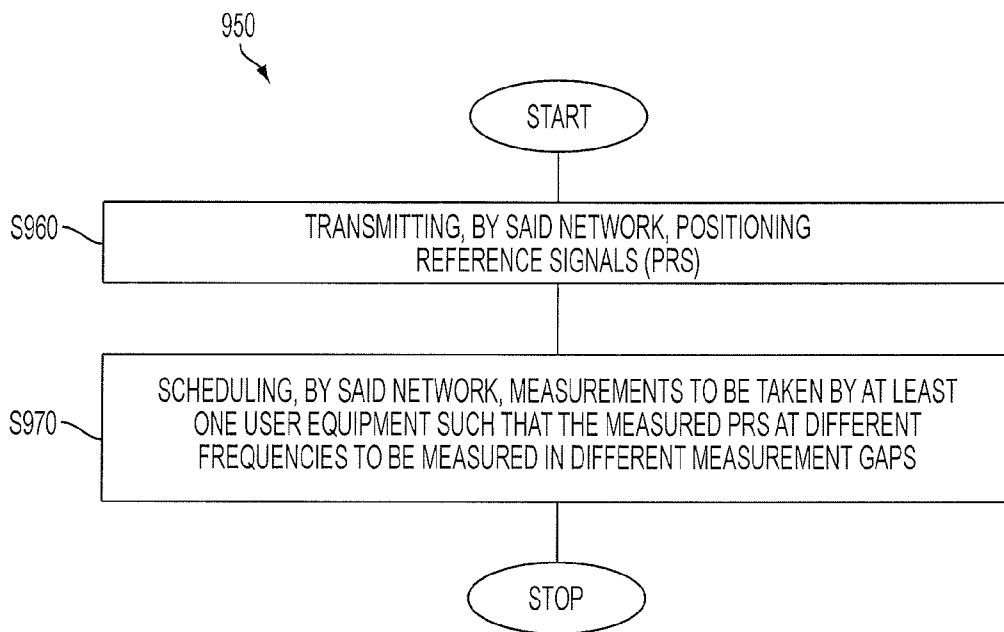 950
START
S960
TRANSMITTING, BY SAID NETWORK, POSITIONING
REFERENCE SIGNALS (PRS)
S970
SCHEDULING, BY SAID NETWORK, MEASUREMENTS TO BE TAKEN BY AT LEAST
ONE USER EQUIPMENT SUCH THAT THE MEASURED PRS AT DIFFERENT
FREQUENCIES TO BE MEASURED IN DIFFERENT MEASUREMENT GAPS
STOP